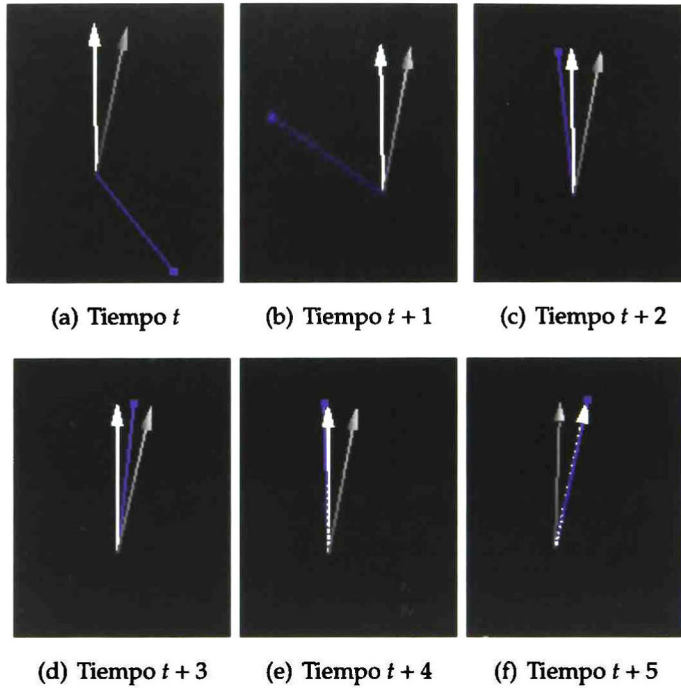 (a) Tiempo t
(b) Tiempo t + 1
(c) Tiempo t + 2
(d) Tiempo t + 3
(e) Tiempo t + 4
(f) Tiempo t + 5